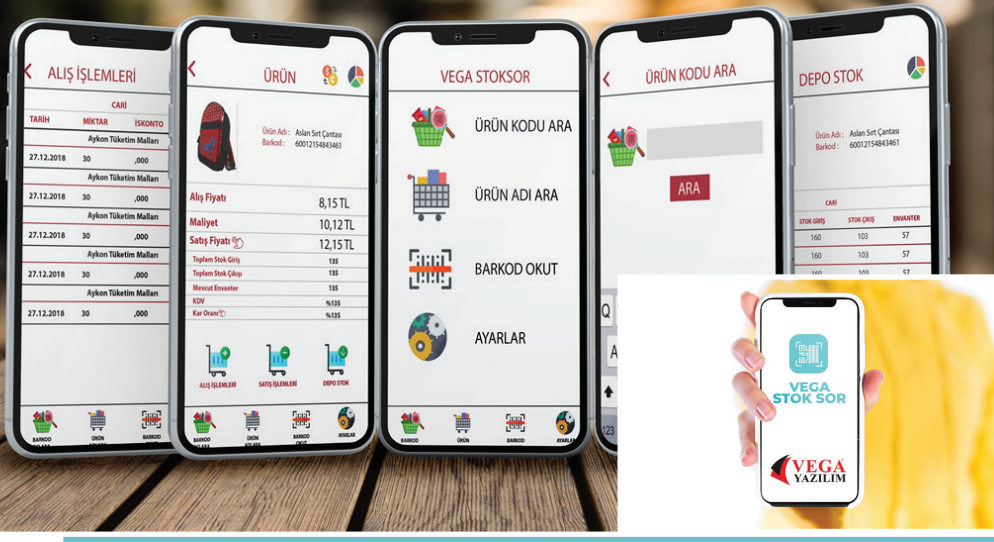 ALIŞ İŞLEMLERİ
CARİ
TARİH MİKTAR İSKONTO
Aykon Tüketim Malları
27.12.2018 30 ,000
Aykon Tüketim Malları
27.12.2018 30 ,000
Aykon Tüketim Malları
27.12.2018 30 ,000
Aykon Tüketim Malları
27.12.2018 30 ,000
Aykon Tüketim Malları
27.12.2018 30 ,000
BARKOD
ÜRÜN
BARKOD
ÜRÜN
Ürün Adı : Aslan Sırt Çantası
Barkod : 60012154843461
Alış Fiyatı 8,15 TL
Maliyet 10,12 TL
Satış Fiyatı 12,15 TL
Toplam Stok Giriş 135
Toplam Stok Çıkışı 135
Mevcut Envanter 135
KDV %135
Kar Oranı %135
ALIŞ İŞLEMLERİ SATIŞ İŞLEMLERİ DEPO STOK
BARKOD ÜRÜN BARKOD AYARLAR
OKUT
VEGA STOKSOR
ÜRÜN KODU ARA
ÜRÜN ADI ARA
BARKOD OKUT
AYARLAR
BARKOD ÜRÜN BARKOD AYARLAR
ÜRÜN KODU ARA
ARA
Q
A
123
DEPO STOK
Ürün Adı : Aslan Sırt Çantası
Barkod : 60012154843461
CARİ
STOK GİRİŞ STOK ÇIKIŞ ENVANTER
160 103 57
160 103 57
160 103 57
VEGA
STOK SOR
VEGA
YAZILIM